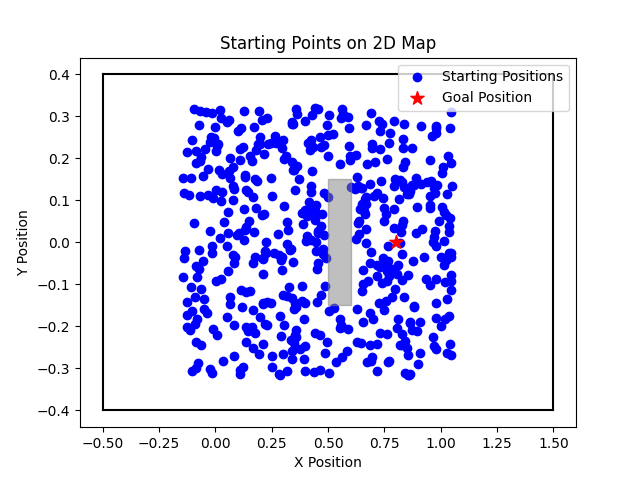 Starting Points on 2D Map
Starting Positions
Goal Position
Y Position
0.4
0.3
0.2
0.1
0.0
−0.1
−0.2
−0.3
−0.4
−0.50 −0.25 0.00 0.25 0.50 0.75 1.00 1.25 1.50
X Position